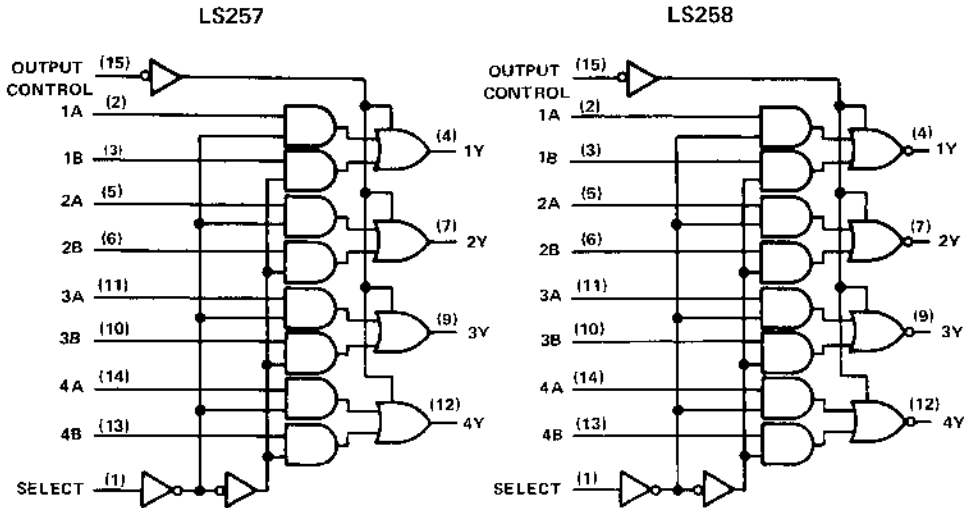 LS257
OUTPUT CONTROL (15)
1A (2)
1B (3)
2A (5)
2B (6)
3A (11)
3B (10)
4A (14)
4B (13)
SELECT (1)
(4) 1Y
(7) 2Y
(9) 3Y
(12) 4Y
LS258
OUTPUT CONTROL (15)
1A (2)
1B (3)
2A (5)
2B (6)
3A (11)
3B (10)
4A (14)
4B (13)
SELECT (1)
(4) 1Y
(7) 2Y
(9) 3Y
(12) 4Y